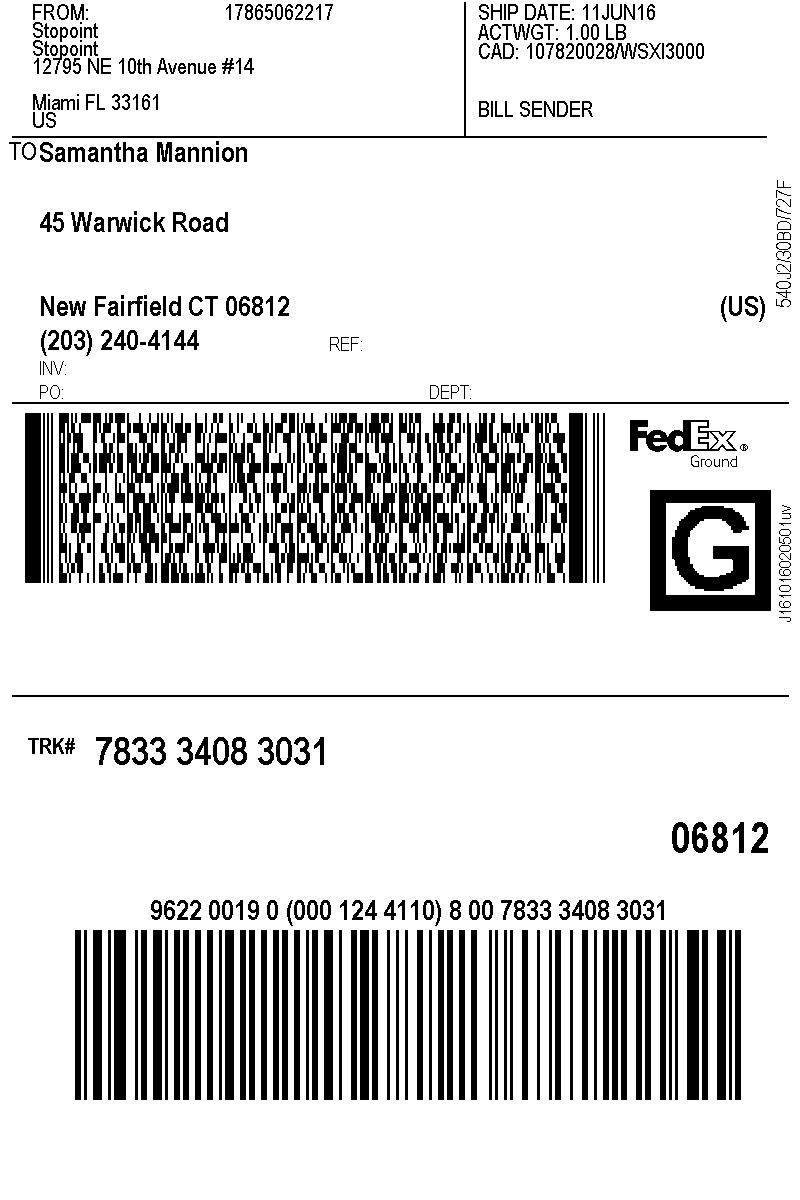 FROM: 17865062217
Stopoint
Stopoint
12795 NE 10th Avenue #14
Miami FL 33161
US
SHIP DATE: 11JUN16
ACTWGT: 1.00 LB
CAD: 107820028/WSXI3000
BILL SENDER
TO Samantha Mannion
45 Warwick Road
New Fairfield CT 06812 (US)
(203) 240-4144 REF:
INV:
PO: DEPT:
540J2/30BD/727F
FedEx®
Ground
G
J161016020501uv
TRK# 7833 3408 3031
06812
9622 0019 0 (000 124 4110) 8 00 7833 3408 3031